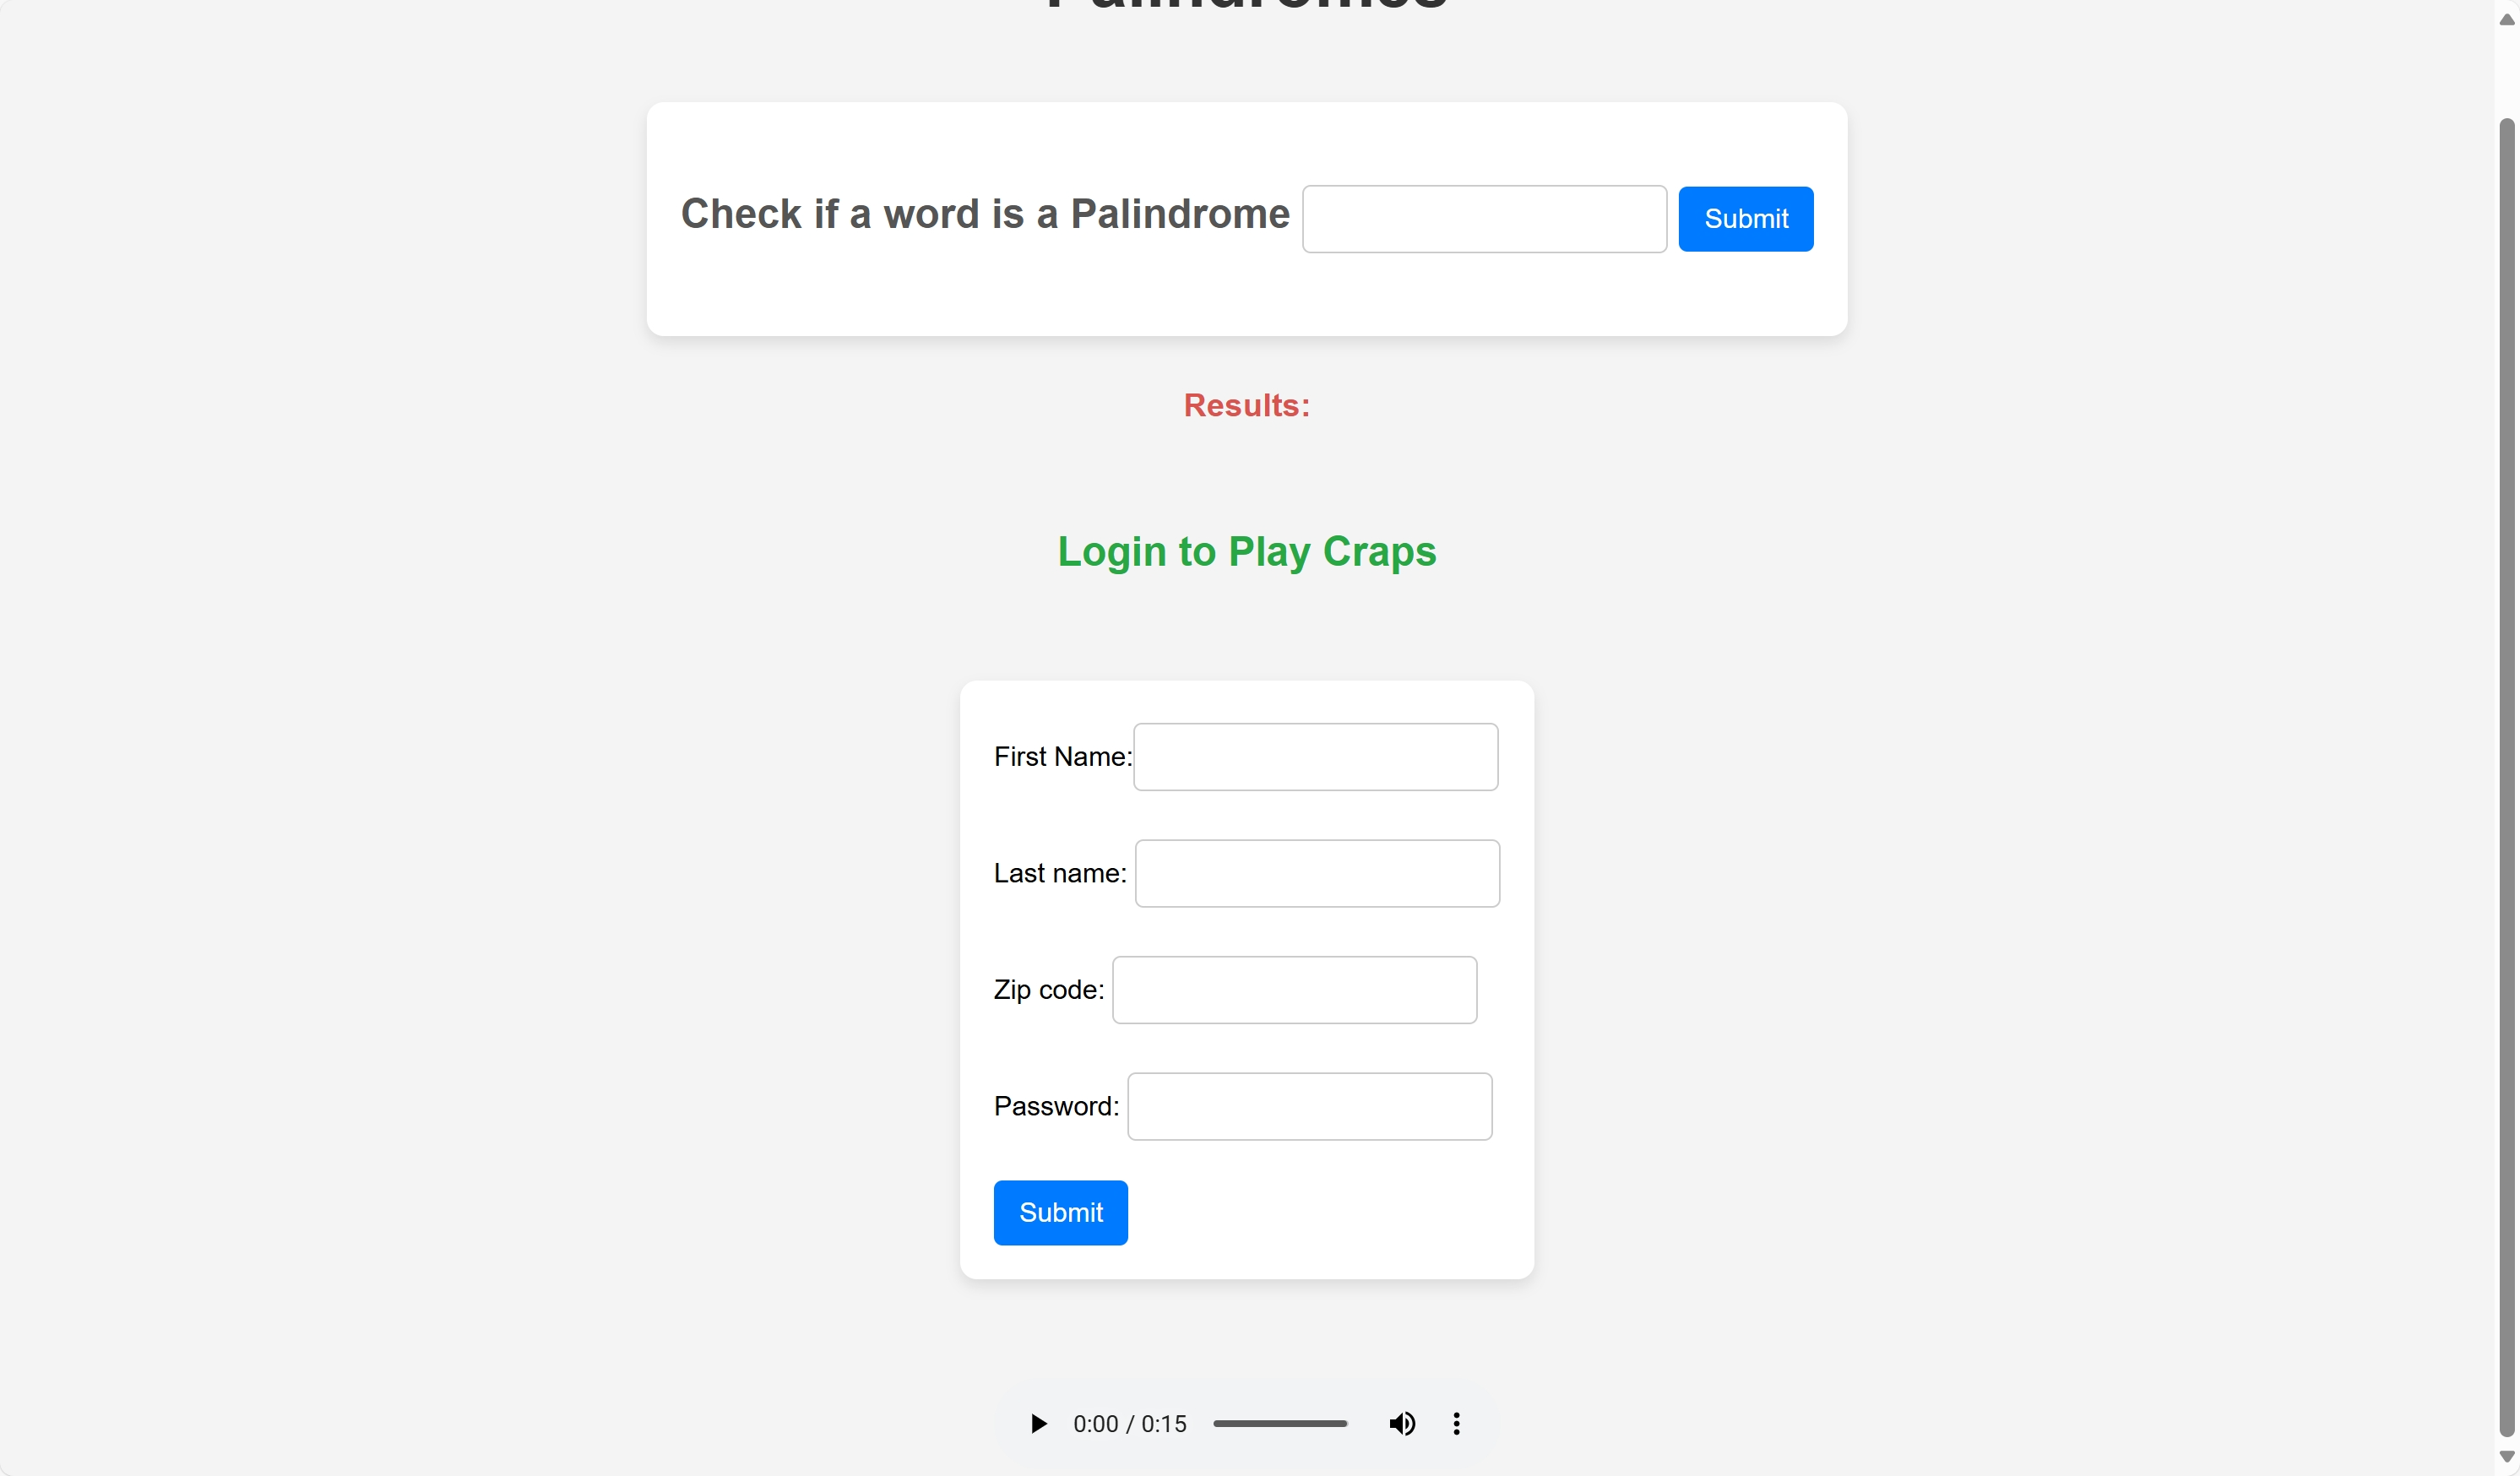 Palindromes
Check if a word is a Palindrome
Submit
Results:
Login to Play Craps
First Name:
Last name:
Zip code:
Password:
Submit
0:00 / 0:15